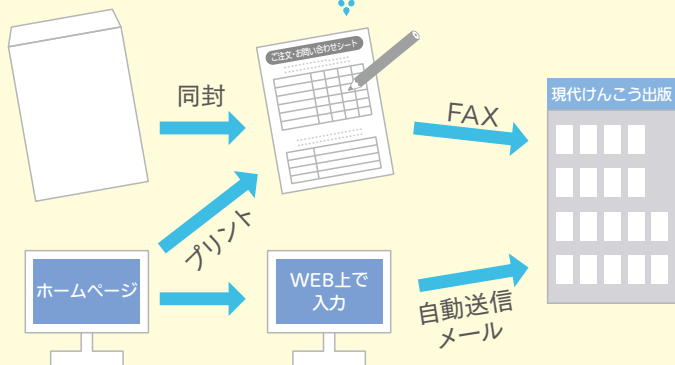 ご注文・お問い合わせシート
同封
FAX
現代けんこう出版
プリント
ホームページ
WEB上で
入力
自動送信
メール